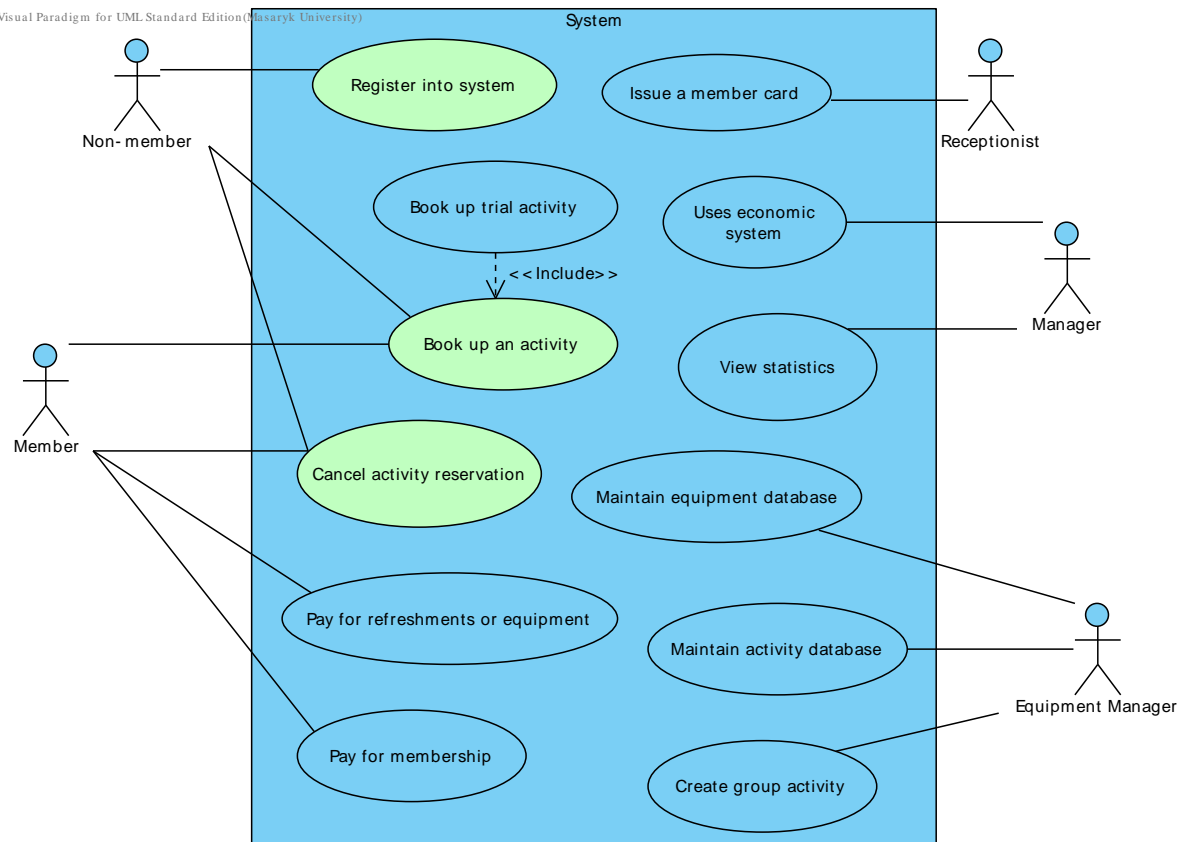 Visual Paradigm for UML Standard Edition(Masaryk University)
System
Register into system
Issue a member card
Non-member
Receptionist
Book up trial activity
Uses economic
system
<<Include>>
Manager
Book up an activity
View statistics
Member
Cancel activity reservation
Maintain equipment database
Pay for refreshments or equipment
Maintain activity database
Equipment Manager
Pay for membership
Create group activity